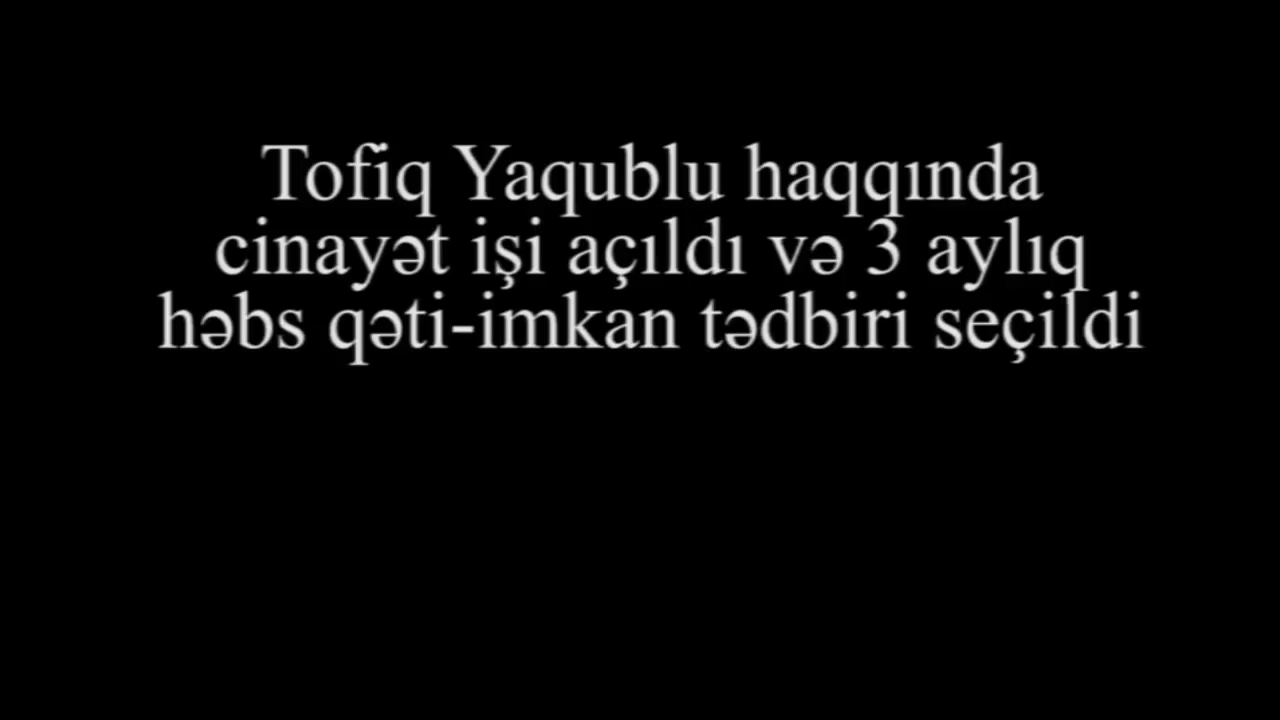 Tofiq Yaqublu haqqında
cinayət işi açıldı və 3 aylıq
həbs qəti-imkan tədbiri seçildi